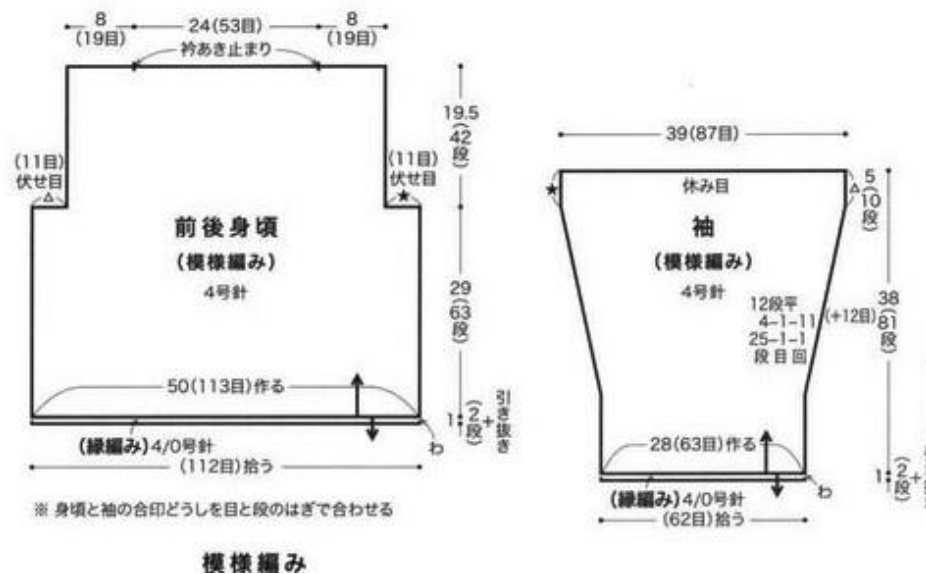 8
(19目)
24(53目)
8
(19目)
衿あき止まり
19.5
(42段)
(11目)
伏せ目
△
(11目)
伏せ目
★
前後身頃
(模様編み)
4号針
29
(63段)
50(113目)作る
1(2段)+引き抜き
わ
(縁編み)4/0号針
(112目)拾う
※ 身頃と袖の合印どうしを目と段のはぎで合わせる
模様編み
39(87目)
★
休み目
△
5
(10段)
袖
(模様編み)
4号針
12段平
4-1-11
25-1-1
段目回
(+12目)
38
(81段)
28(63目)作る
1(2段)+
わ
(縁編み)4/0号針
(62目)拾う